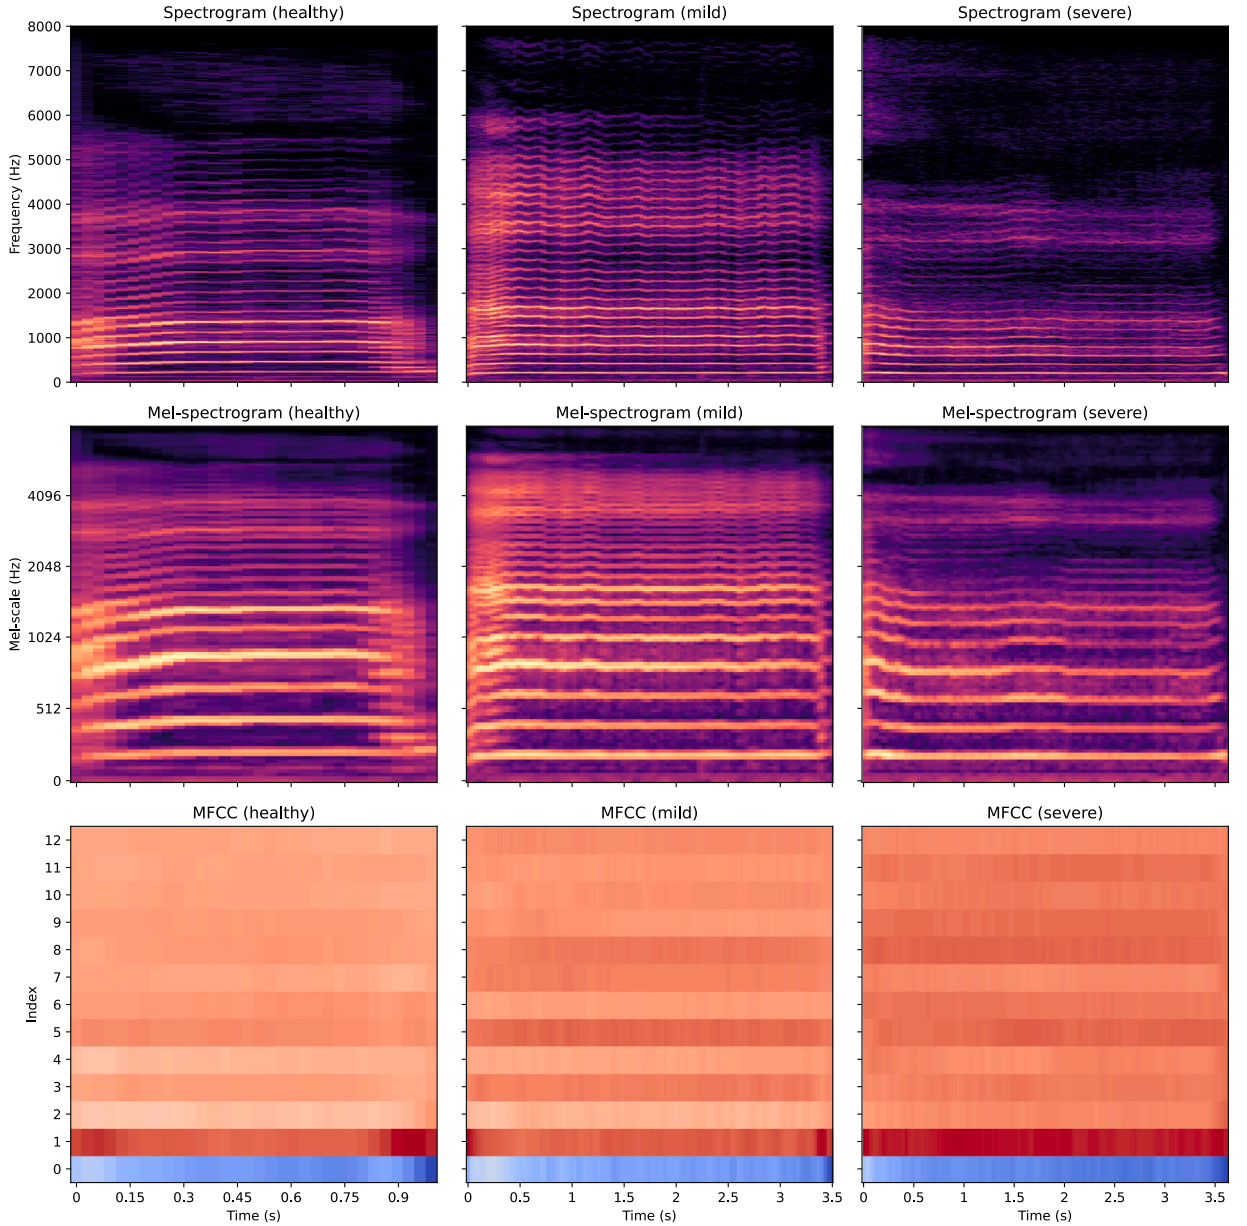 Spectrogram (healthy)
Spectrogram (mild)
Spectrogram (severe)
Frequency (Hz)
8000
7000
6000
5000
4000
3000
2000
1000
0
Mel-spectrogram (healthy)
Mel-spectrogram (mild)
Mel-spectrogram (severe)
Mel-scale (Hz)
4096
2048
1024
512
0
MFCC (healthy)
MFCC (mild)
MFCC (severe)
Index
12
11
10
9
8
7
6
5
4
3
2
1
0
0 0.15 0.3 0.45 0.6 0.75 0.9
Time (s)
0 0.5 1 1.5 2 2.5 3 3.5
Time (s)
0 0.5 1 1.5 2 2.5 3 3.5
Time (s)